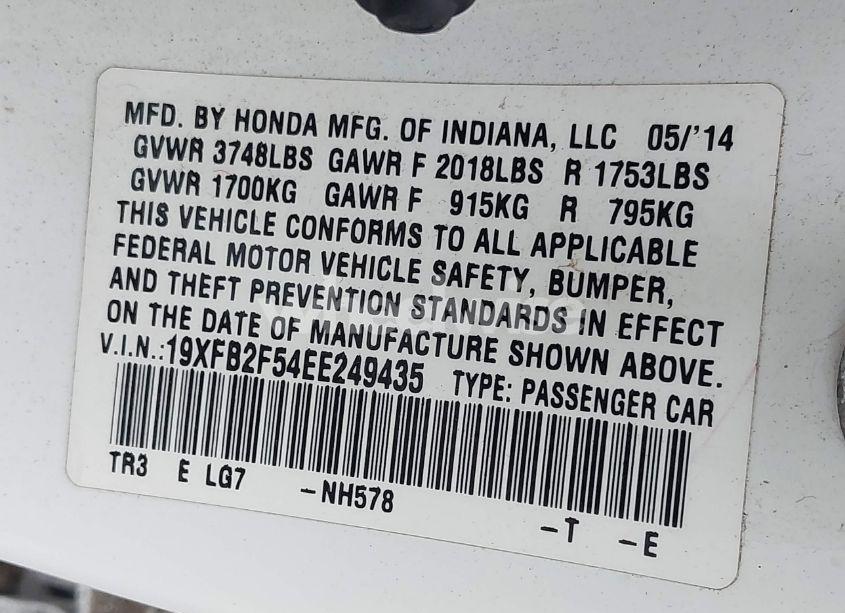 MFD. BY HONDA MFG. OF INDIANA, LLC 05/'14
GVWR 3748LBS GAWR F 2018LBS R 1753LBS
GVWR 1700KG GAWR F 915KG R 795KG
THIS VEHICLE CONFORMS TO ALL APPLICABLE
FEDERAL MOTOR VEHICLE SAFETY, BUMPER,
AND THEFT PREVENTION STANDARDS IN EFFECT
ON THE DATE OF MANUFACTURE SHOWN ABOVE.
V.I.N.:19XFB2F54EE249435 TYPE: PASSENGER CAR
TR3 E LG7 -NH578 -T -E